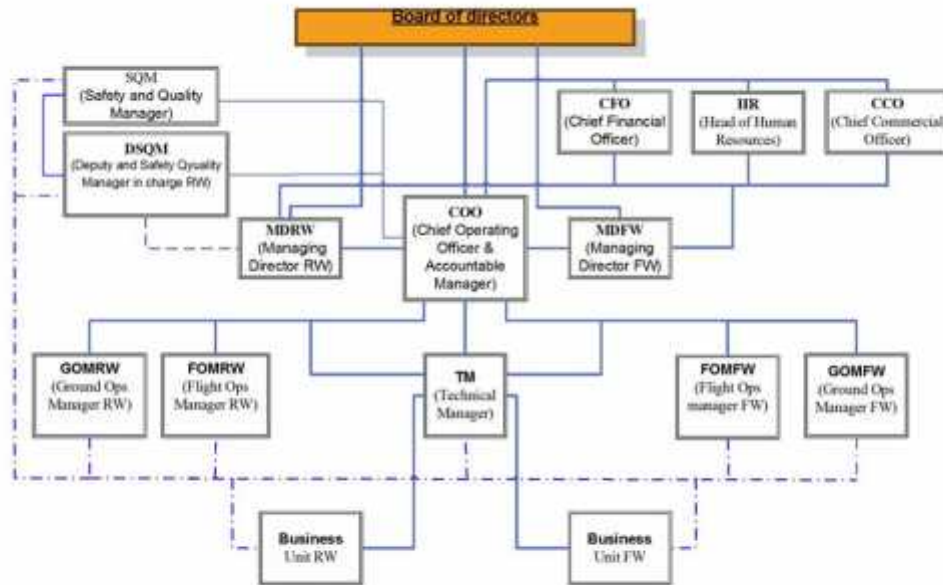 Board of directors
SQM
(Safety and Quality
Manager)
DSQM
(Deputy and Safety Qyuality
Manager in charge RW)
CFO
(Chief Financial
Officer)
HR
(Head of Human
Resources)
CCO
(Chief Commercial
Officer)
MDRW
(Managing
Director RW)
COO
(Chief Operating
Officer &
Accountable
Manager)
MDFW
(Managing
Director FW)
GOMRW
(Ground Ops
Manager RW)
FOMRW
(Flight Ops
Manager RW)
TM
(Technical
Manager)
FOMFW
(Flight Ops
manager FW)
GOMFW
(Ground Ops
Manager FW)
Business
Unit RW
Business
Unit FW